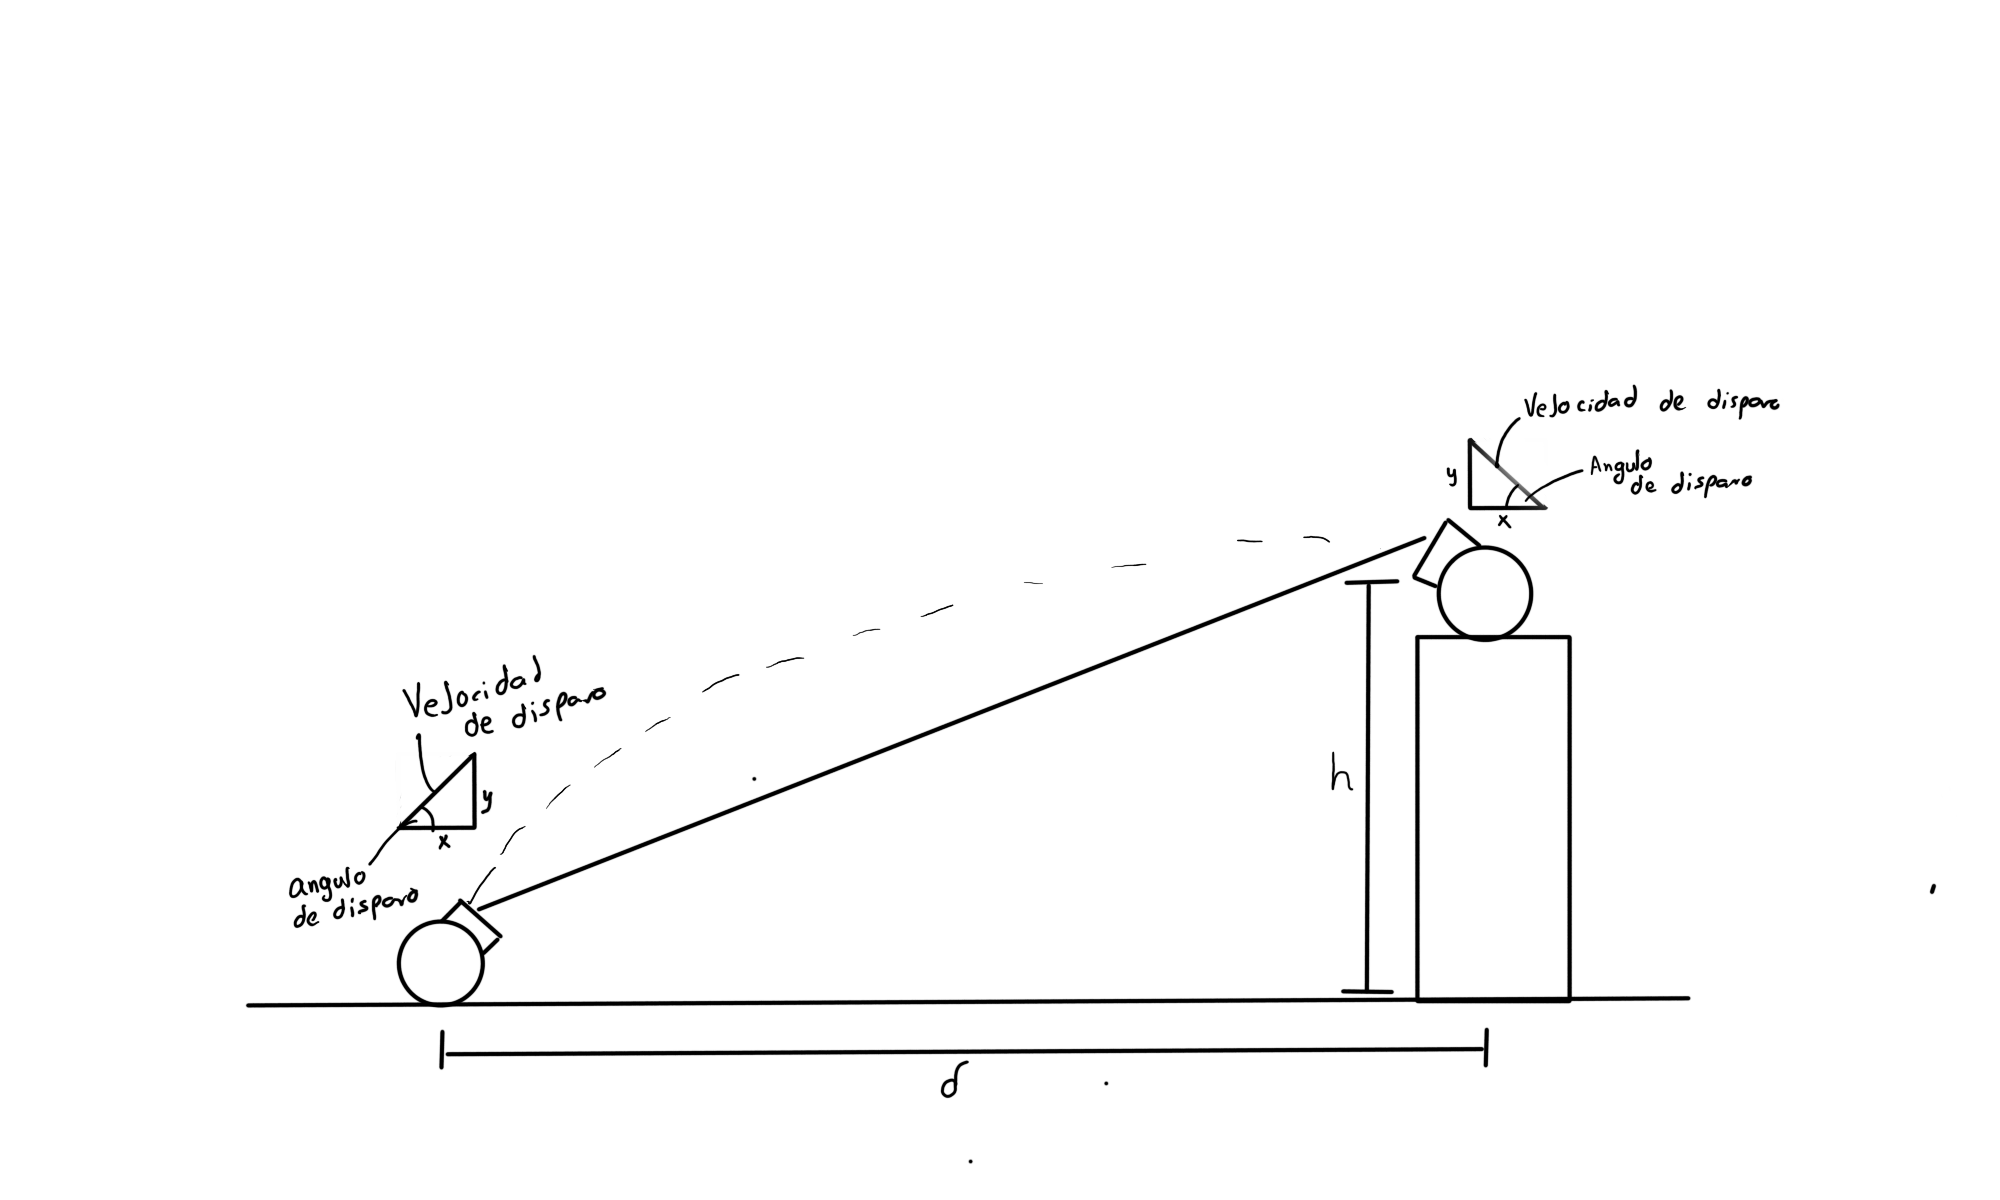 Velocidad de disparo
Angulo
de disparo
y
x
Velocidad
de disparo
y
x
angulo
de disparo
h
d